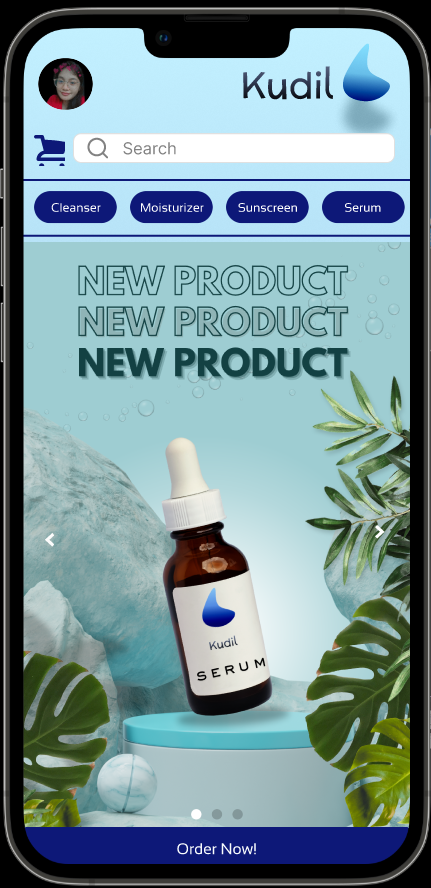 Kudil
Search
Cleanser
Moisturizer
Sunscreen
Serum
NEW PRODUCT
NEW PRODUCT
NEW PRODUCT
Kudil
SERUM
Order Now!